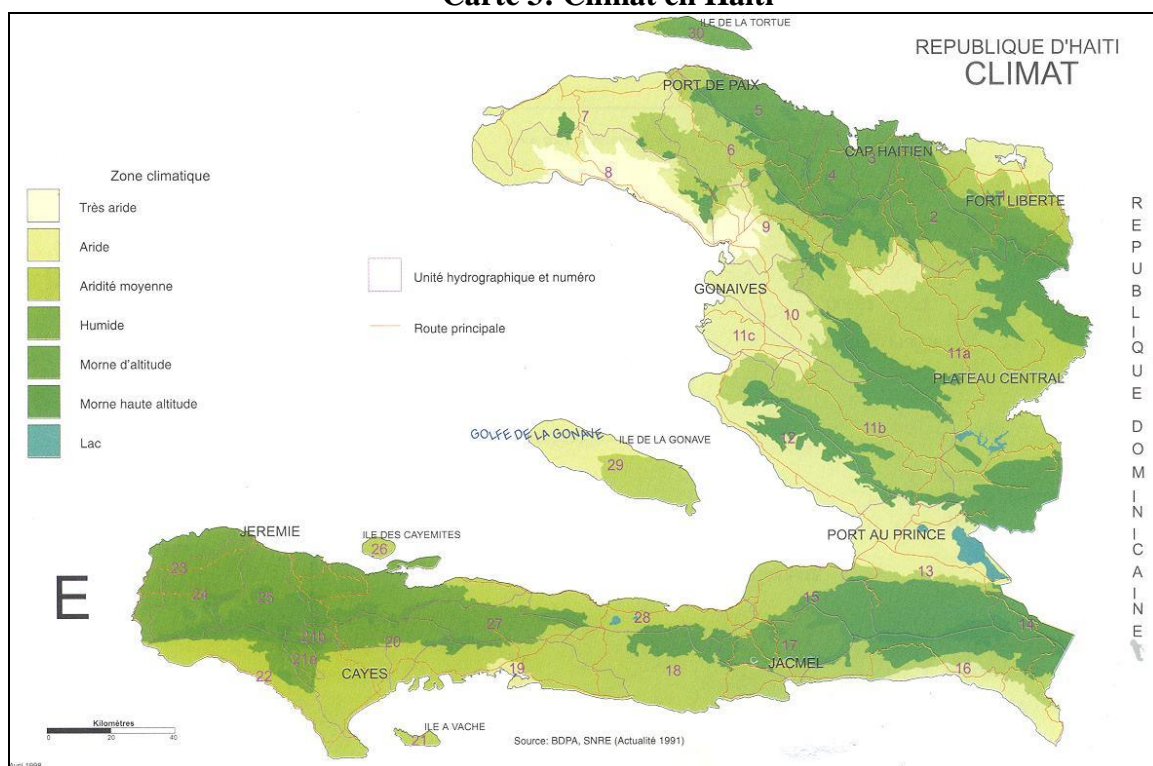 Carte 3: Climat en Haïti
REPUBLIQUE D'HAITI
CLIMAT
ILE DE LA TORTUE
30
PORT DE PAIX
5
7
CAP HAITIEN
3
6
4
8
1
FORT LIBERTE
2
9
GONAIVES
10
11c
11a
PLATEAU CENTRAL
11b
12
GOLFE DE LA GONAVE
ILE DE LA GONAVE
29
PORT AU PRINCE
13
JEREMIE
ILE DES CAYEMITES
26
23
24
25
15
28
27
14
21b
20
17
21a
JACMEL
CAYES
22
19
18
16
ILE A VACHE
21
REPUBLIQUE DOMINICAINE
Zone climatique
Très aride
Aride
Aridité moyenne
Humide
Morne d'altitude
Morne haute altitude
Lac
Unité hydrographique et numéro
Route principale
E
Kilomètres
0 20 40
Source: BDPA, SNRE (Actualité 1991)